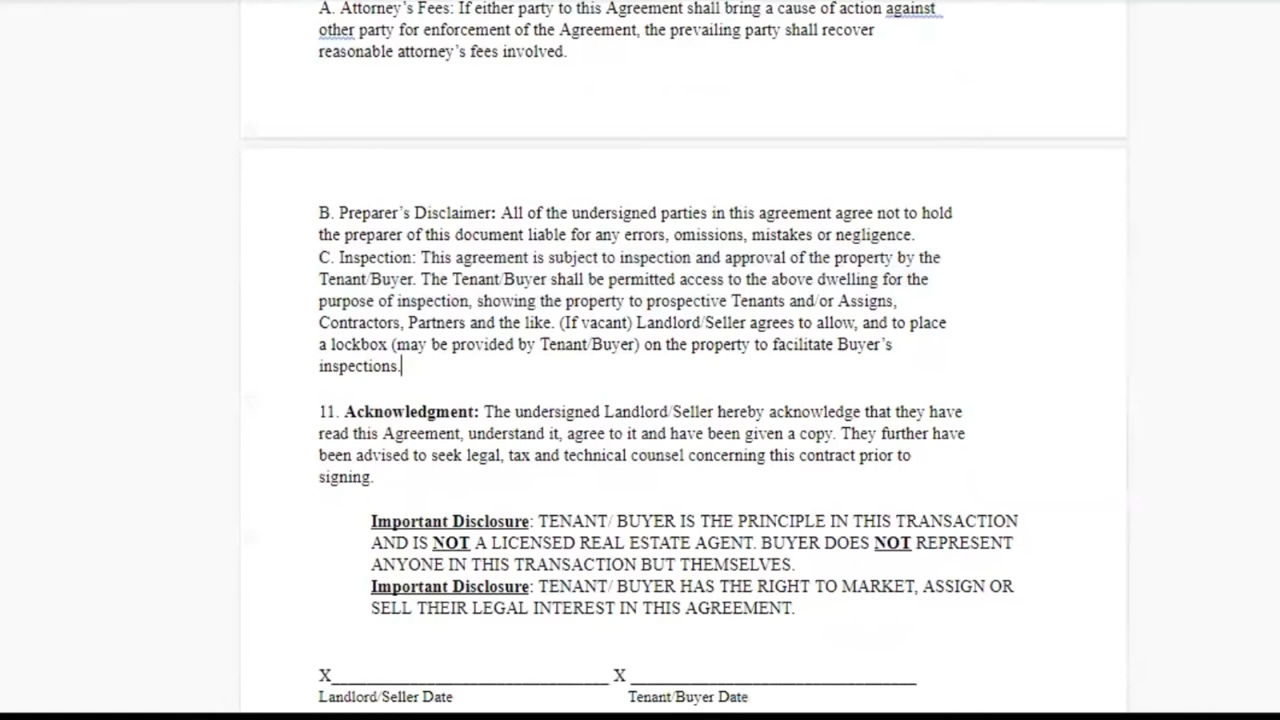 A. Attorney’s Fees: If either party to this Agreement shall bring a cause of action against
other party for enforcement of the Agreement, the prevailing party shall recover
reasonable attorney’s fees involved.
B. Preparer’s Disclaimer: All of the undersigned parties in this agreement agree not to hold
the preparer of this document liable for any errors, omissions, mistakes or negligence.
C. Inspection: This agreement is subject to inspection and approval of the property by the
Tenant/Buyer. The Tenant/Buyer shall be permitted access to the above dwelling for the
purpose of inspection, showing the property to prospective Tenants and/or Assigns,
Contractors, Partners and the like. (If vacant) Landlord/Seller agrees to allow, and to place
a lockbox (may be provided by Tenant/Buyer) on the property to facilitate Buyer’s
inspections.
11. Acknowledgment: The undersigned Landlord/Seller hereby acknowledge that they have
read this Agreement, understand it, agree to it and have been given a copy. They further have
been advised to seek legal, tax and technical counsel concerning this contract prior to
signing.
Important Disclosure: TENANT/ BUYER IS THE PRINCIPLE IN THIS TRANSACTION
AND IS NOT A LICENSED REAL ESTATE AGENT. BUYER DOES NOT REPRESENT
ANYONE IN THIS TRANSACTION BUT THEMSELVES.
Important Disclosure: TENANT/ BUYER HAS THE RIGHT TO MARKET, ASSIGN OR
SELL THEIR LEGAL INTEREST IN THIS AGREEMENT.
X______________________________ X _______________________________
Landlord/Seller Date Tenant/Buyer Date